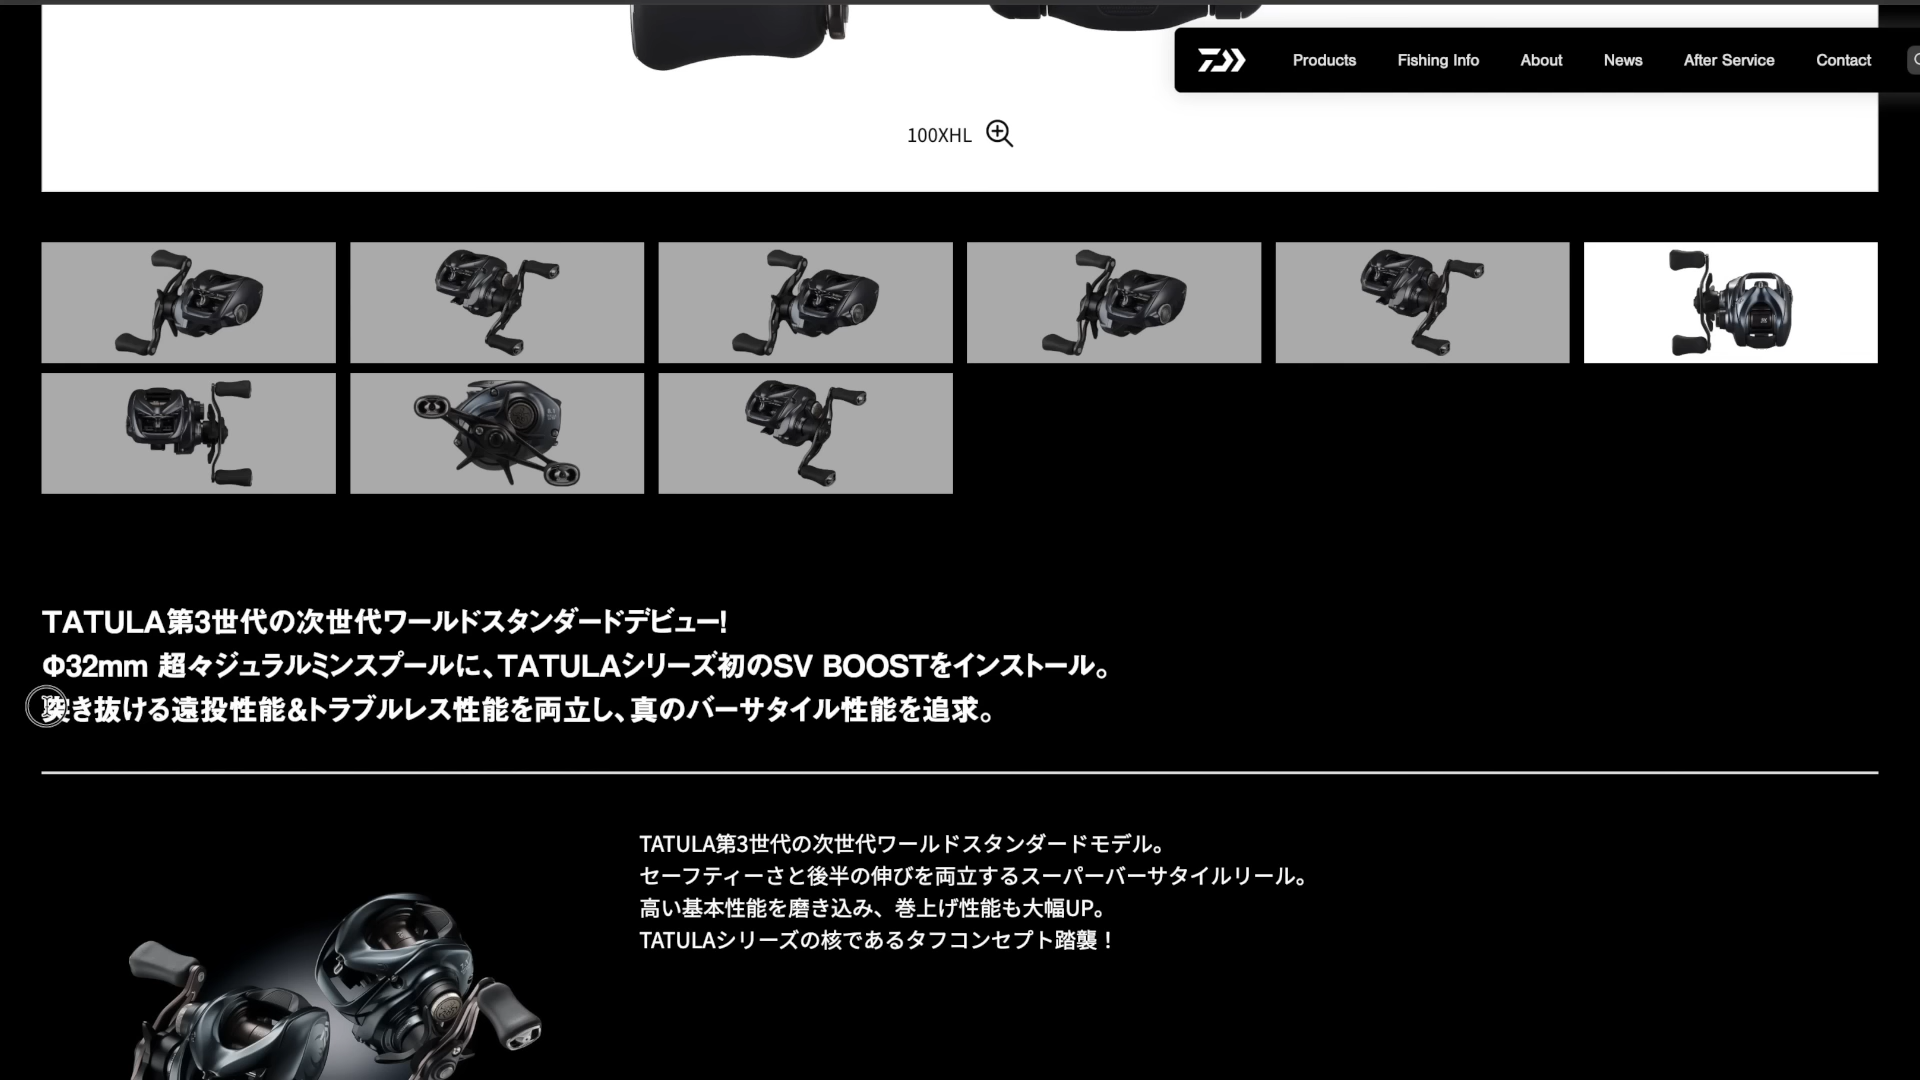 Products Fishing Info About News After Service Contact
100XHL
TATULA第3世代の次世代ワールドスタンダードデビュー!
Φ32mm 超々ジュラルミンスプールに、TATULAシリーズ初のSV BOOSTをインストール。
突き抜ける遠投性能&トラブルレス性能を両立し、真のバーサタイル性能を追求。
TATULA第3世代の次世代ワールドスタンダードモデル。
セーフティーさと後半の伸びを両立するスーパーバーサタイルリール。
高い基本性能を磨き込み、巻上げ性能も大幅UP。
TATULAシリーズの核であるタフコンセプト踏襲！